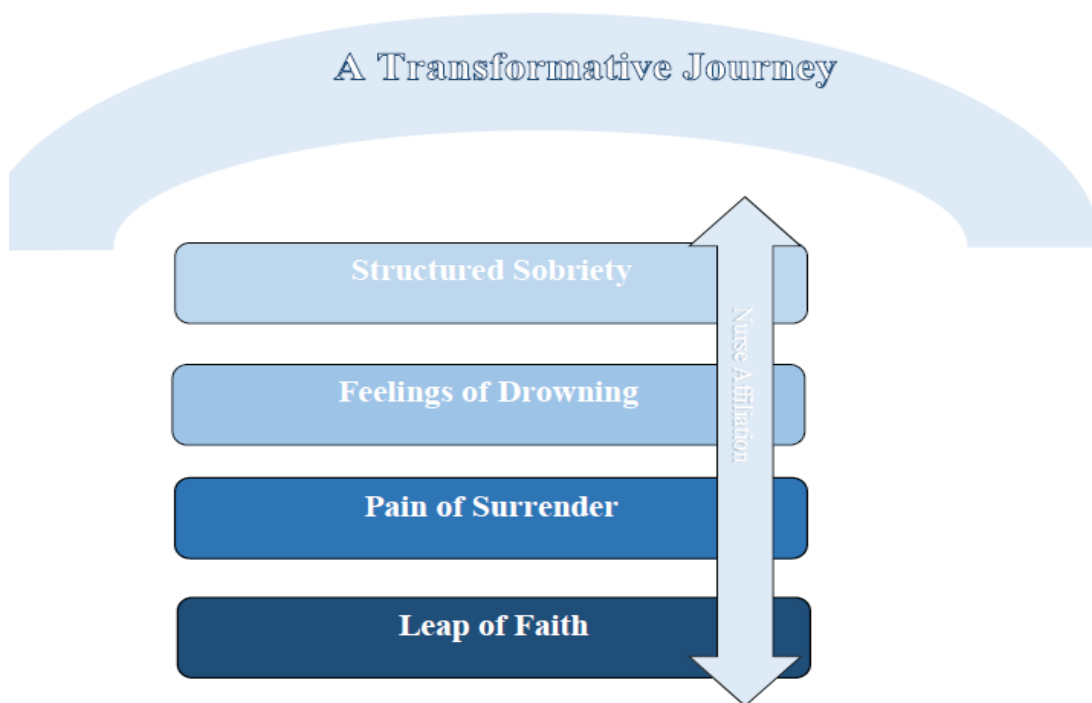 A Transformative Journey
Structured Sobriety
Nurse Affiliation
Feelings of Drowning
Pain of Surrender
Leap of Faith